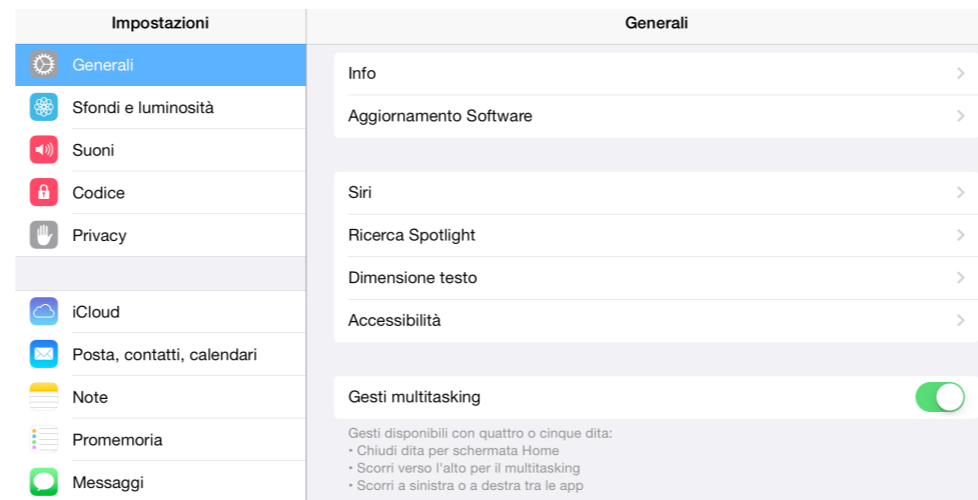 Impostazioni
Generali
Sfondi e luminosità
Suoni
Codice
Privacy
iCloud
Posta, contatti, calendari
Note
Promemoria
Messaggi
Generali
Info
Aggiornamento Software
Siri
Ricerca Spotlight
Dimensione testo
Accessibilità
Gesti multitasking
Gesti disponibili con quattro o cinque dita:
• Chiudi dita per schermata Home
• Scorri verso l'alto per il multitasking
• Scorri a sinistra o a destra tra le app